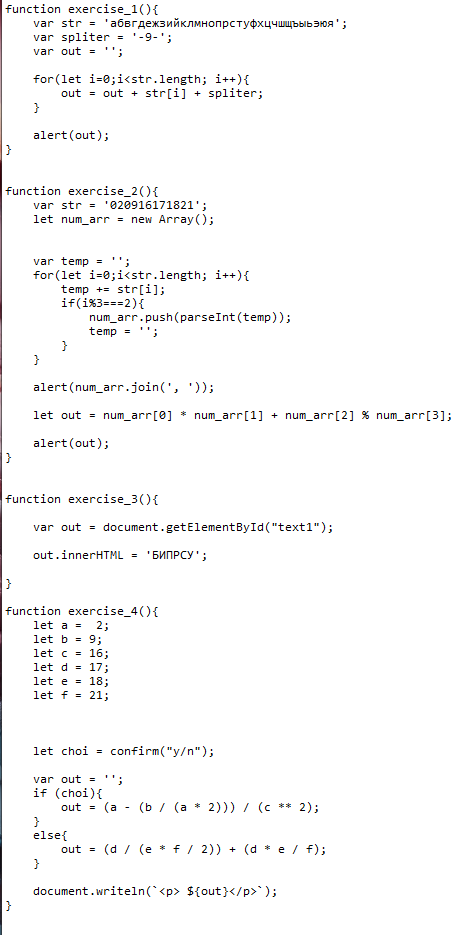 function exercise_1(){
    var str = 'абвгдежзийклмнопрстуфхцчшщъыьэюя';
    var spliter = '-9-';
    var out = '';
    for(let i=0;i<str.length; i++){
        out = out + str[i] + spliter;
    }
    alert(out);
}
function exercise_2(){
    var str = '020916171821';
    let num_arr = new Array();
    var temp = '';
    for(let i=0;i<str.length; i++){
        temp += str[i];
        if(i%3===2){
            num_arr.push(parseInt(temp));
            temp = '';
        }
    }
    alert(num_arr.join(', '));
    let out = num_arr[0] * num_arr[1] + num_arr[2] % num_arr[3];
    alert(out);
}
function exercise_3(){
    var out = document.getElementById("text1");
    out.innerHTML = 'БИПРСУ';
}
function exercise_4(){
    let a =  2;
    let b = 9;
    let c = 16;
    let d = 17;
    let e = 18;
    let f = 21;
    let choi = confirm("y/n");
    var out = '';
    if (choi){
        out = (a - (b / (a * 2))) / (c ** 2);
    }
    else{
        out = (d / (e * f / 2)) + (d * e / f);
    }
    document.writeln(`<p> ${out}</p>`);
}